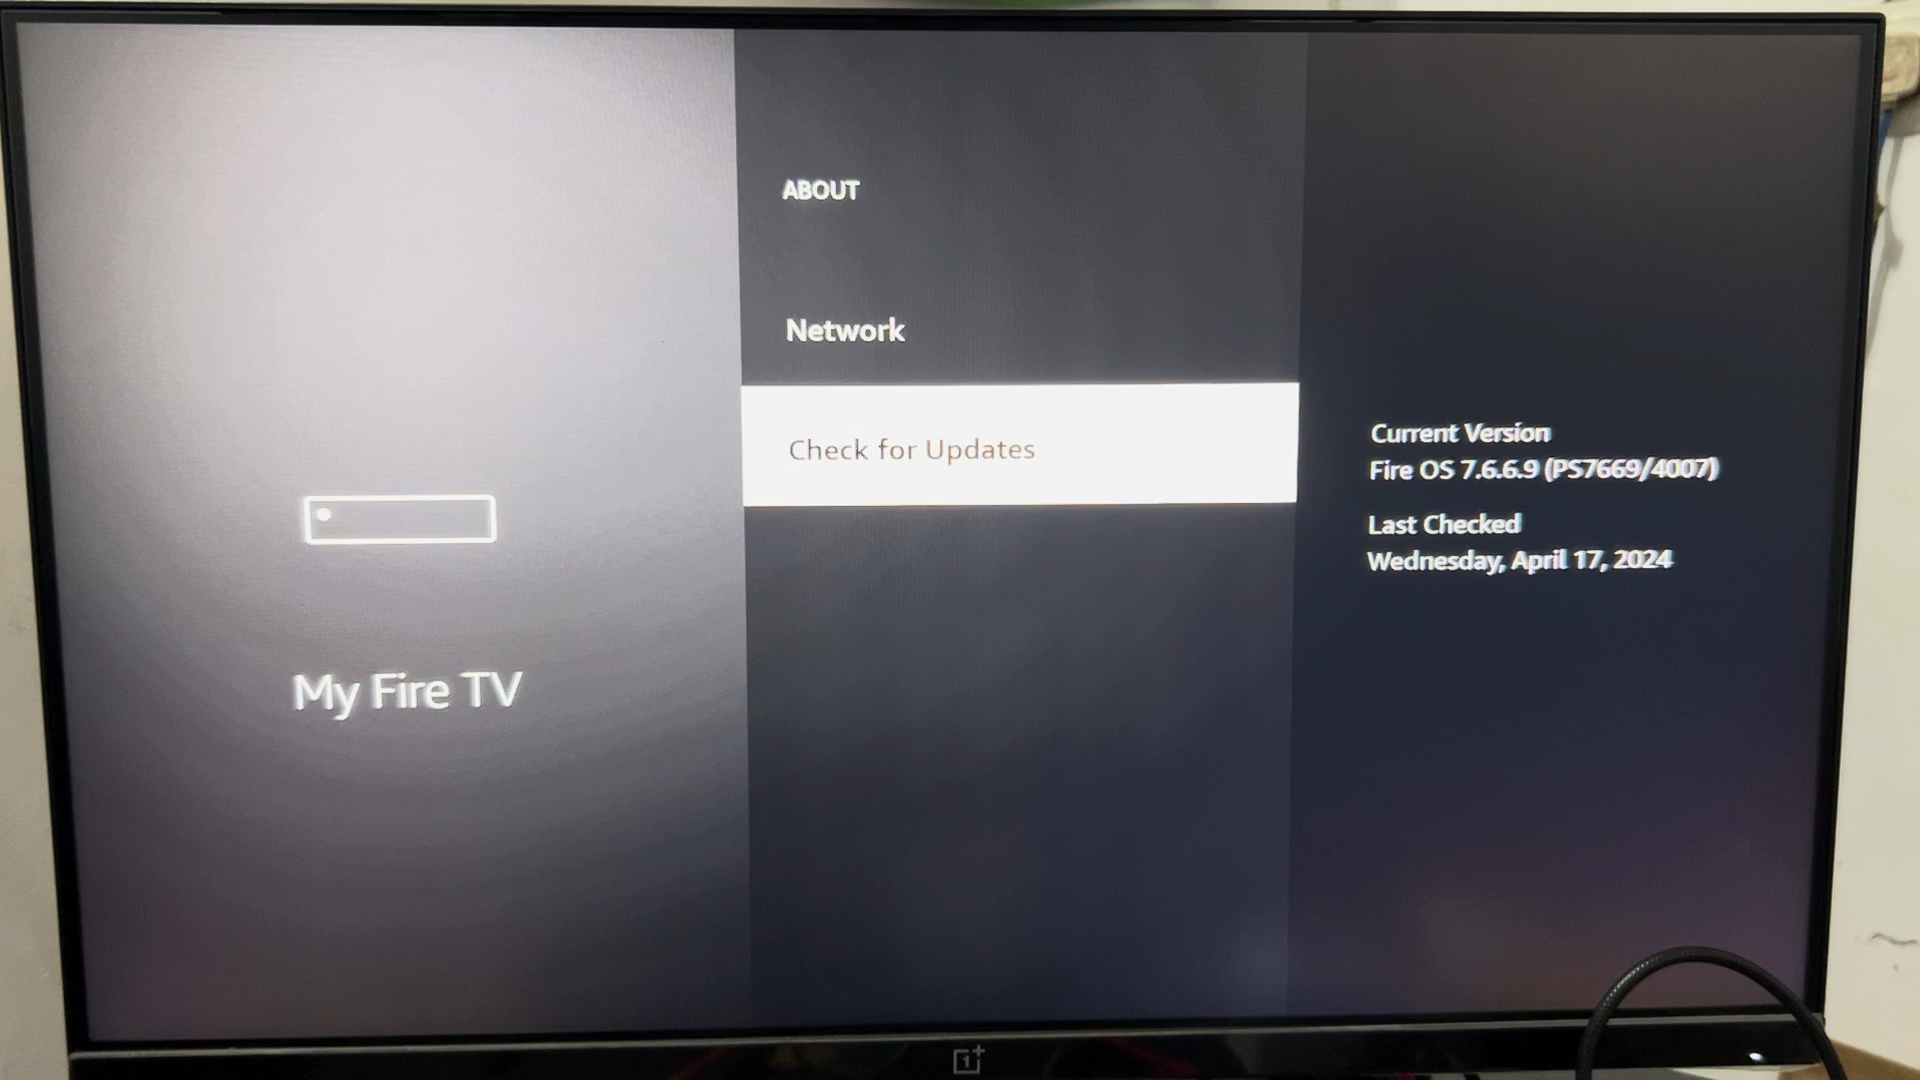 My Fire TV
ABOUT
Network
Check for Updates
Current Version
Fire OS 7.6.6.9 (PS7669/4007)
Last Checked
Wednesday, April 17, 2024